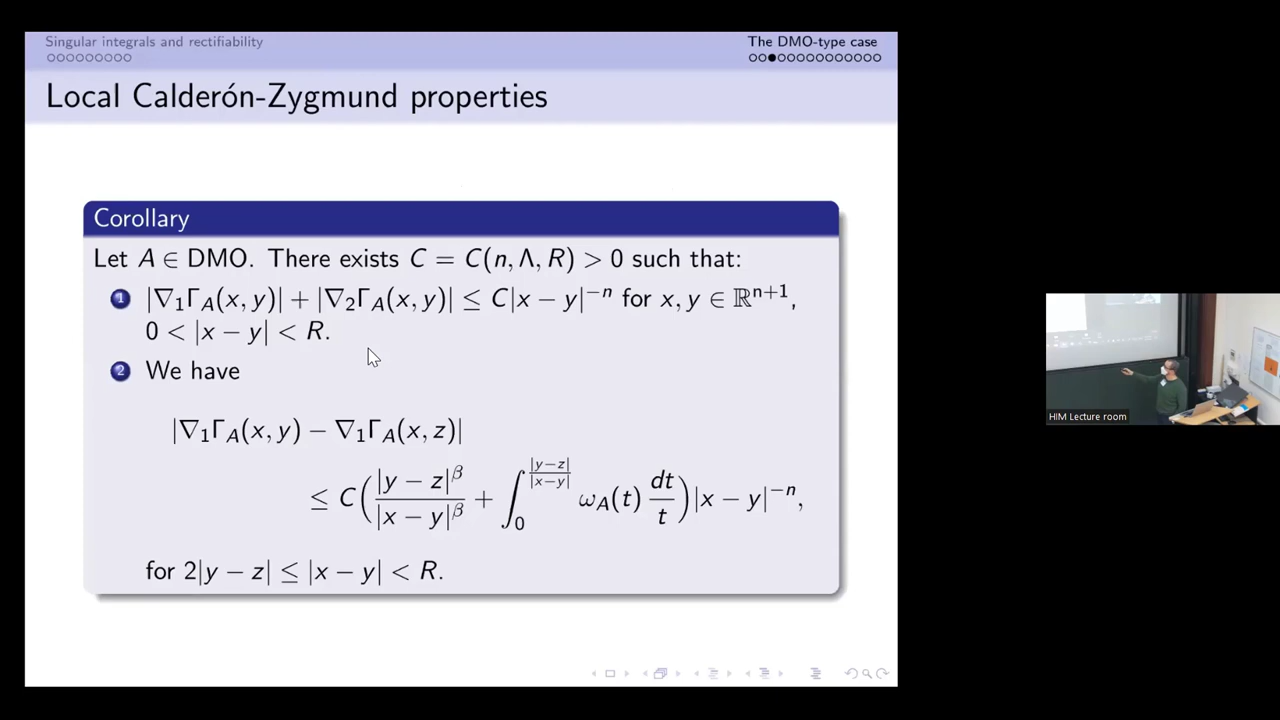 Singular integrals and rectifiability
The DMO-type case
Local Calderón-Zygmund properties
Corollary
Let A ∈ DMO. There exists C = C(n, Λ, R) > 0 such that:
1 |∇₁Γ_A(x, y)| + |∇₂Γ_A(x, y)| ≤ C|x − y|⁻ⁿ for x, y ∈ ℝⁿ⁺¹,
0 < |x − y| < R.
2 We have
|∇₁Γ_A(x, y) − ∇₁Γ_A(x, z)|
≤ C(|y − z|^β / |x − y|^β + ∫₀^{|y−z|/|x−y|} ω_A(t) dt/t)|x − y|⁻ⁿ,
for 2|y − z| ≤ |x − y| < R.
HIM Lecture room